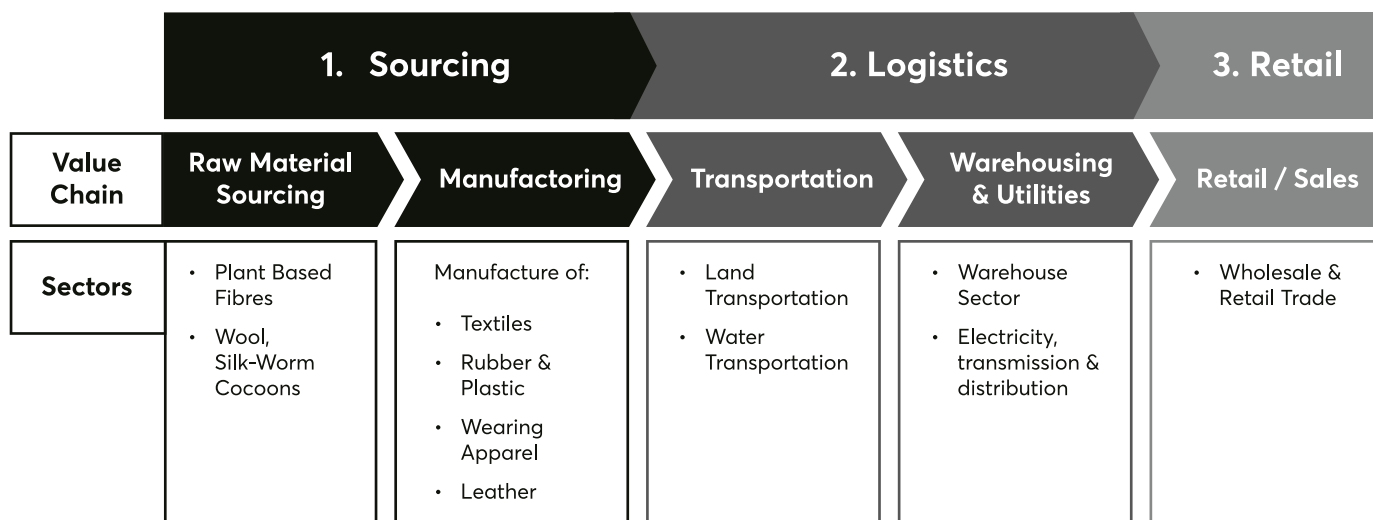 1. Sourcing
2. Logistics
3. Retail
Value
Chain
Raw Material
Sourcing
Manufactoring
Transportation
Warehousing
& Utilities
Retail / Sales
Sectors
• Plant Based
Fibres
• Wool,
Silk-Worm
Cocoons
Manufacture of:
• Textiles
• Rubber &
Plastic
• Wearing
Apparel
• Leather
• Land
Transportation
• Water
Transportation
• Warehouse
Sector
• Electricity,
transmission &
distribution
• Wholesale &
Retail Trade